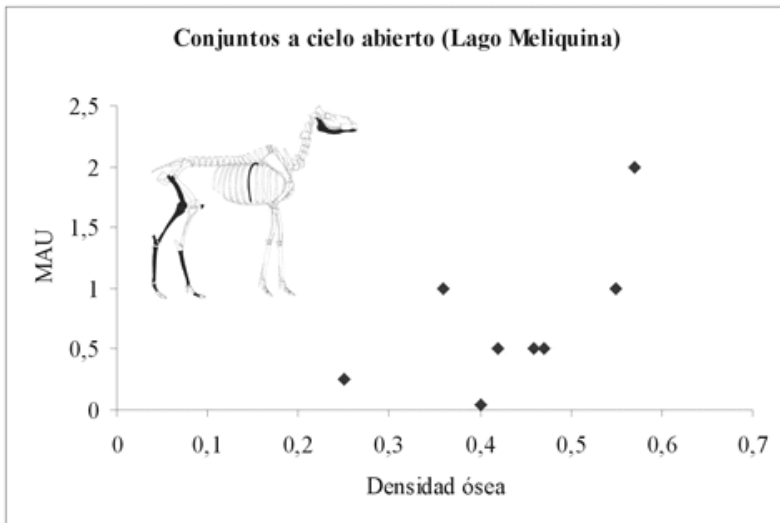 Conjuntos a cielo abierto (Lago Meliquina)
2,5
2
1,5
1
0,5
0
MAU
0 0,1 0,2 0,3 0,4 0,5 0,6 0,7
Densidad ósea